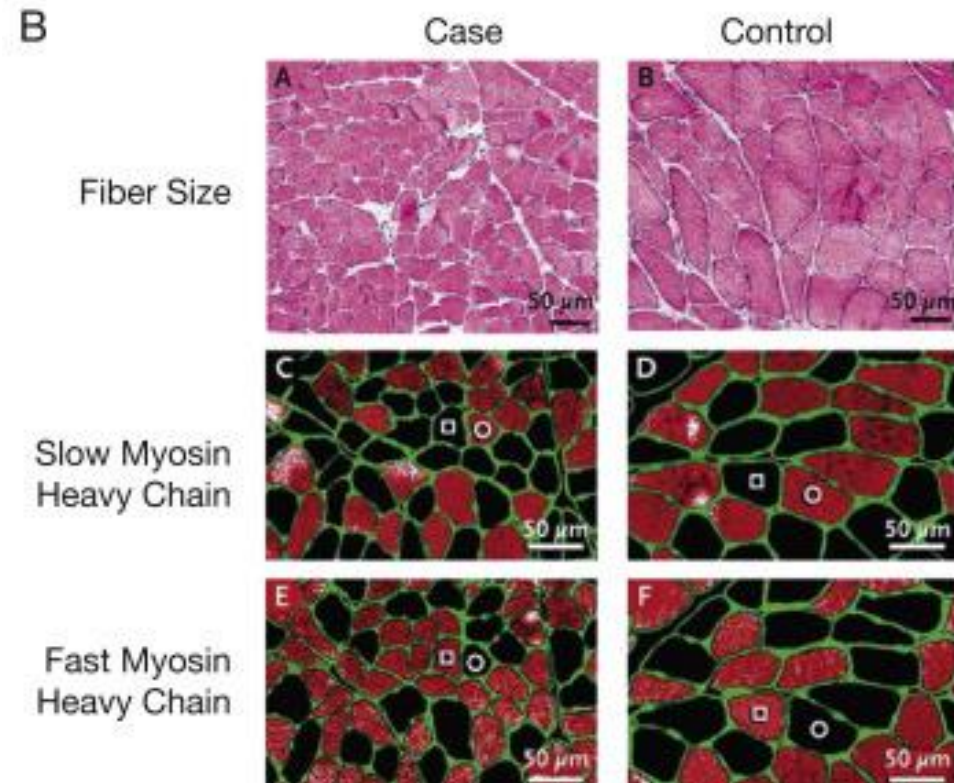 B
Case Control
A B
Fiber Size
50 µm 50 µm
C D
Slow Myosin
Heavy Chain
50 µm 50 µm
E F
Fast Myosin
Heavy Chain
50 µm 50 µm